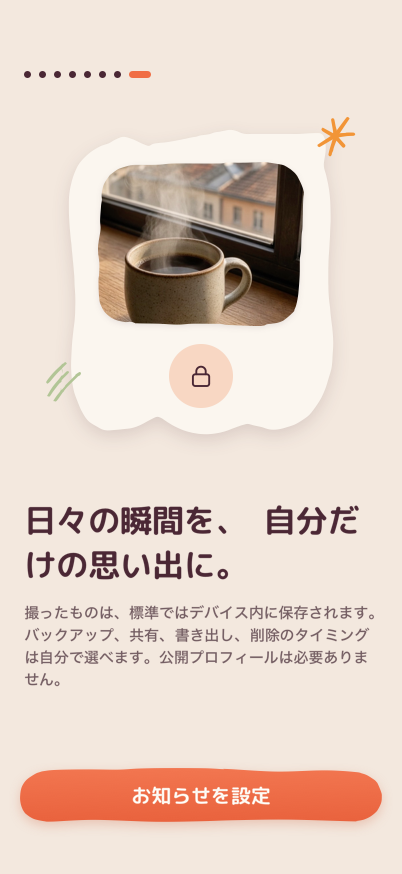 日々の瞬間を、 自分だ
けの思い出に。
撮ったものは、標準ではデバイス内に保存されます。
バックアップ、共有、書き出し、削除のタイミング
は自分で選べます。公開プロフィールは必要ありま
せん。
お知らせを設定